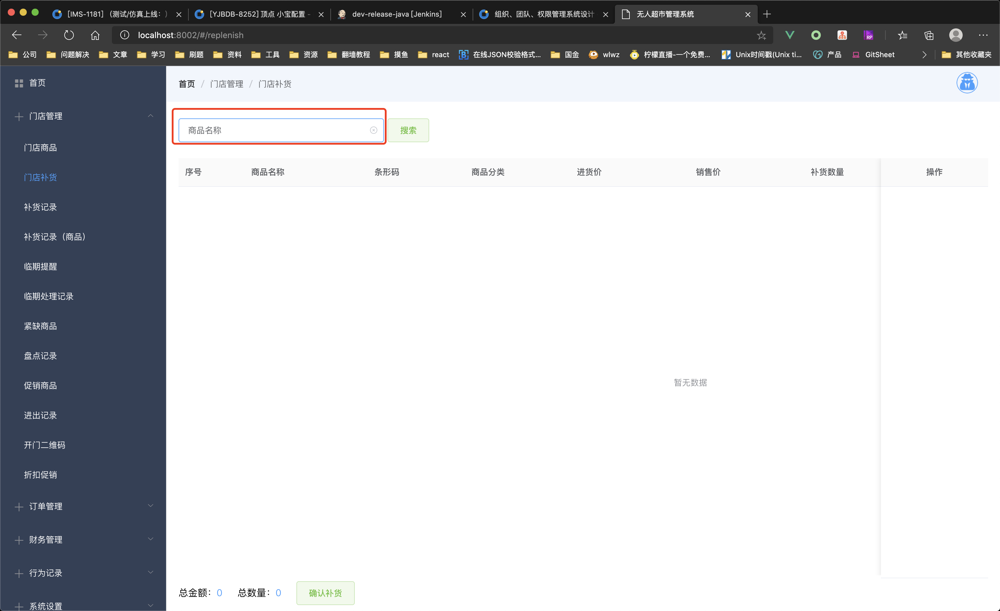 [IMS-1181]（测试/仿真上线：）
[YJBDB-8252] 顶点 小宝配置 -
dev-release-java [Jenkins]
组织、团队、权限管理系统设计
无人超市管理系统
localhost:8002/#/replenish
公司
问题解决
文章
学习
刷题
资料
工具
资源
翻墙教程
摸鱼
react
在线JSON校验格式...
国金
wlwz
柠檬直播-一个免费...
Unix时间戳(Unix ti...
产品
GitSheet
其他收藏夹
首页
门店管理
门店商品
门店补货
补货记录
补货记录（商品）
临期提醒
临期处理记录
紧缺商品
盘点记录
促销商品
进出记录
开门二维码
折扣促销
订单管理
财务管理
行为记录
系统设置
首页 / 门店管理 / 门店补货
商品名称
搜索
序号 商品名称 条形码 商品分类 进货价 销售价 补货数量 操作
暂无数据
总金额：0 总数量：0 确认补货